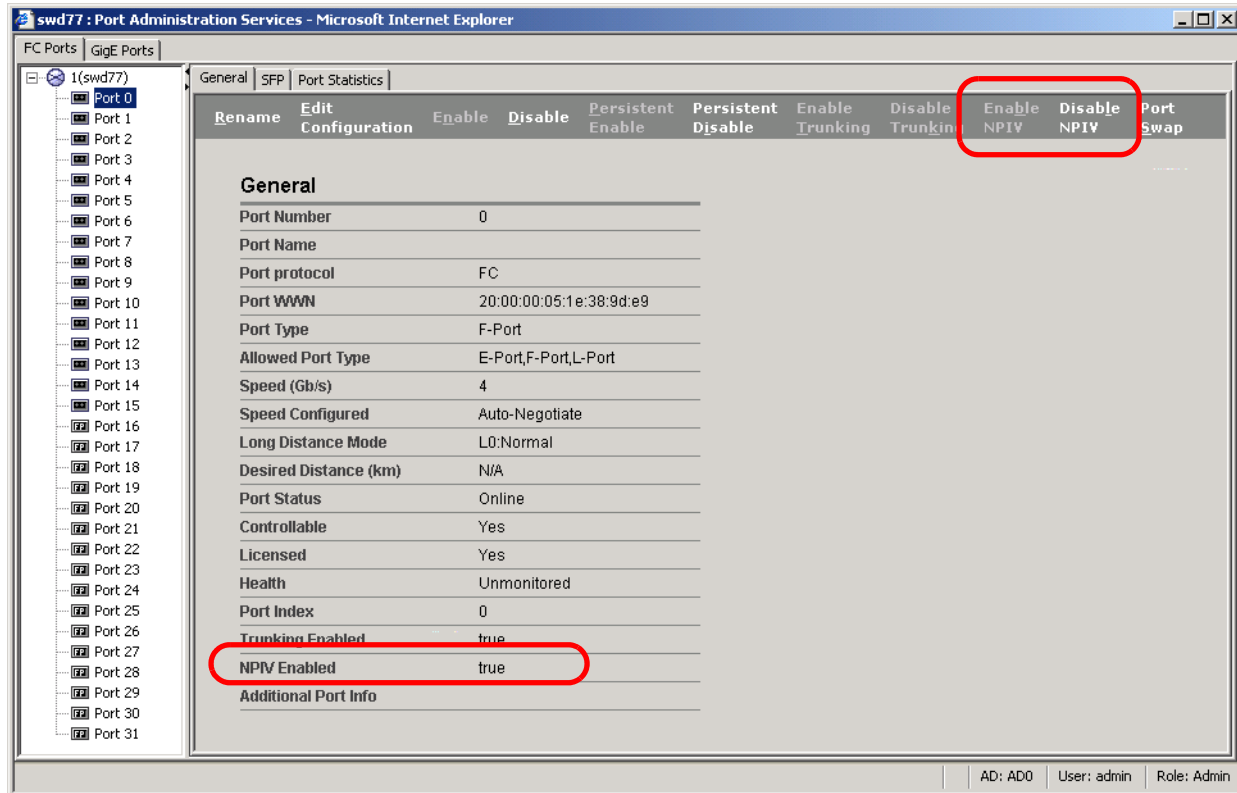 swd77 : Port Administration Services - Microsoft Internet Explorer
FC Ports GigE Ports
1(swd77)
Port 0
Port 1
Port 2
Port 3
Port 4
Port 5
Port 6
Port 7
Port 8
Port 9
Port 10
Port 11
Port 12
Port 13
Port 14
Port 15
Port 16
Port 17
Port 18
Port 19
Port 20
Port 21
Port 22
Port 23
Port 24
Port 25
Port 26
Port 27
Port 28
Port 29
Port 30
Port 31
General SFP Port Statistics
Rename
Edit
Configuration
Enable
Disable
Persistent
Enable
Persistent
Disable
Enable
Trunking
Disable
Trunking
Enable
NPIV
Disable
NPIV
Port
Swap
General
Port Number 0
Port Name
Port protocol FC
Port WWN 20:00:00:05:1e:38:9d:e9
Port Type F-Port
Allowed Port Type E-Port,F-Port,L-Port
Speed (Gb/s) 4
Speed Configured Auto-Negotiate
Long Distance Mode L0:Normal
Desired Distance (km) N/A
Port Status Online
Controllable Yes
Licensed Yes
Health Unmonitored
Port Index 0
Trunking Enabled true
NPIV Enabled true
Additional Port Info
AD: AD0 User: admin Role: Admin